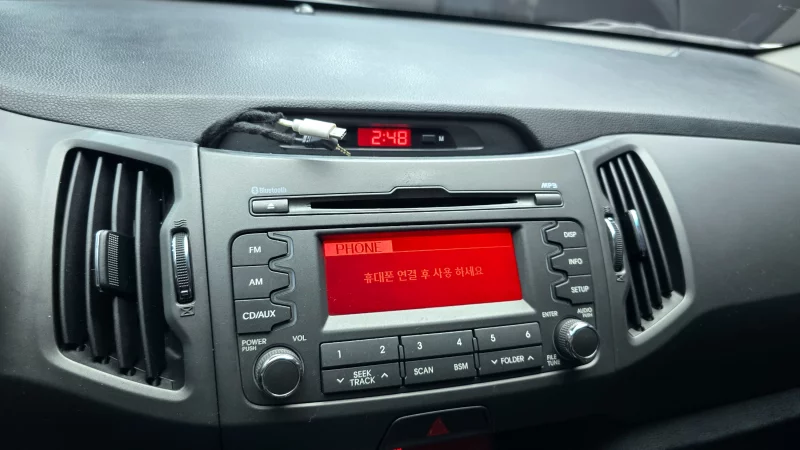 2:48
M
Bluetooth
MP3
FM
PHONE
DISP
휴대폰 연결 후 사용 하세요
AM
INFO
CD/AUX
SETUP
POWER
PUSH
VOL
ENTER
AUDIO
PUSH
1 2 3 4 5 6
SEEK
TRACK
SCAN
BSM
FOLDER
FILE
TUNE